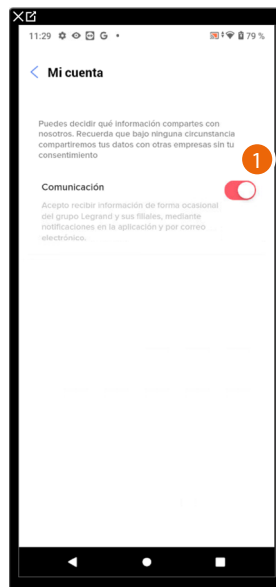 11:29 G •
79 %
Mi cuenta
Puedes decidir qué información compartes con
nosotros. Recuerda que bajo ninguna circunstancia
compartiremos tus datos con otras empresas sin tu
consentimiento
1
Comunicación
Acepto recibir información de forma ocasional
del grupo Legrand y sus filiales, mediante
notificaciones en la aplicación y por correo
electrónico.